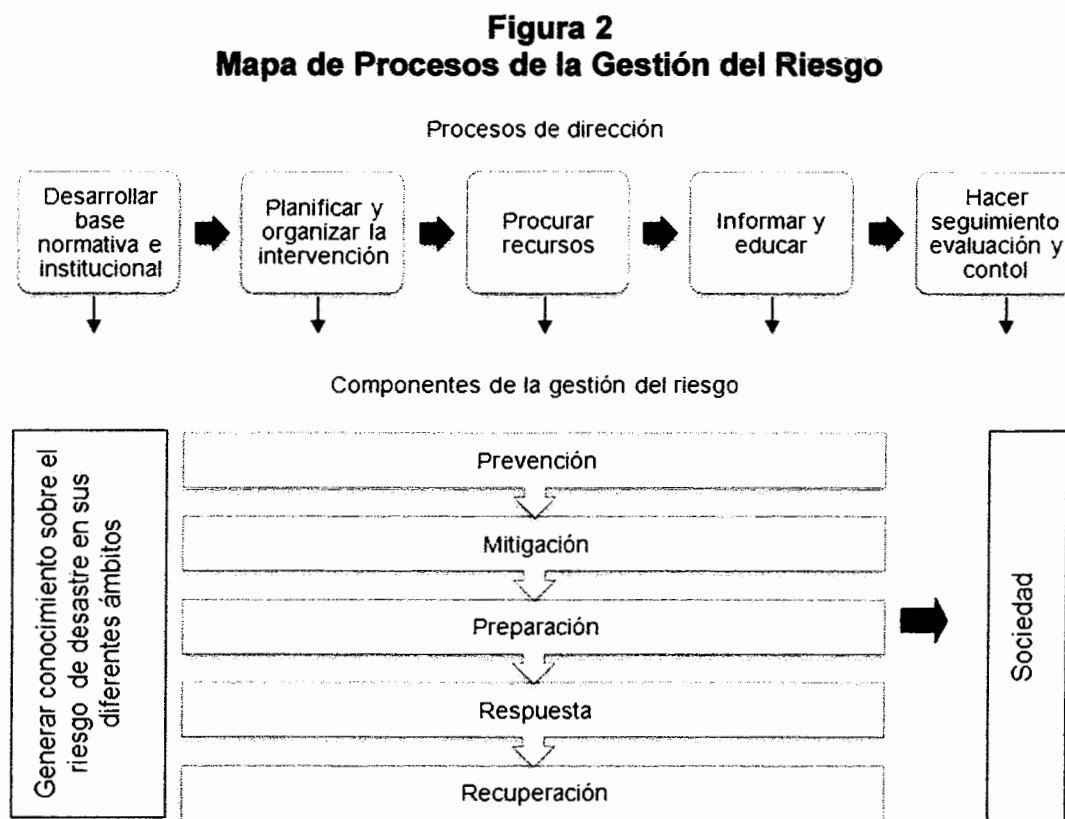 Figura 2
Mapa de Procesos de la Gestión del Riesgo
Procesos de dirección
Desarrollar
base
normativa e
institucional
Planificar y
organizar la
intervención
Procurar
recursos
Informar y
educar
Hacer
seguimiento
evaluación y
contol
Componentes de la gestión del riesgo
Generar conocimiento sobre el
riesgo de desastre en sus
diferentes ámbitos
Prevención
Mitigación
Preparación
Respuesta
Recuperación
Sociedad